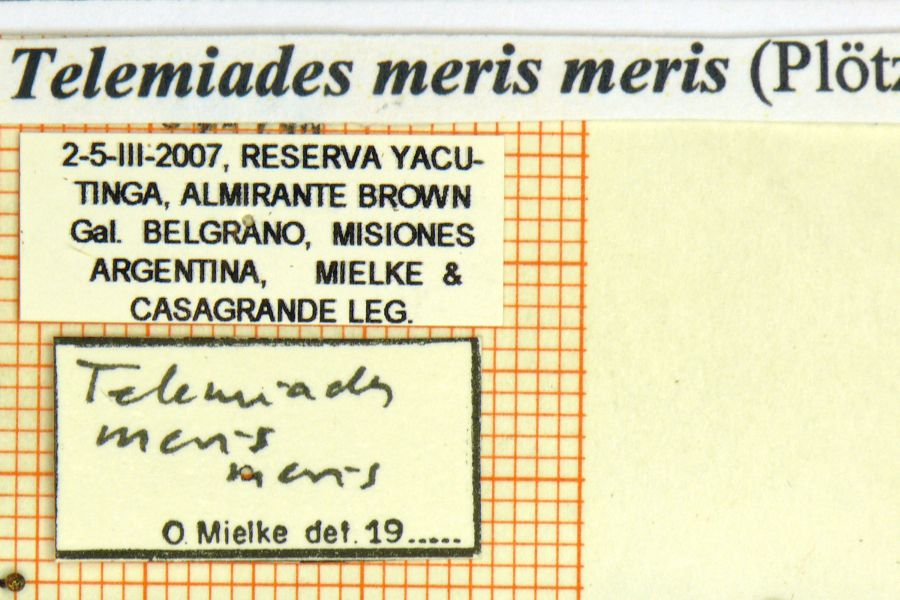 Telemiades meris meris (Plötz
2-5-III-2007, RESERVA YACU-
TINGA, ALMIRANTE BROWN
Gal. BELGRANO, MISIONES
ARGENTINA, MIELKE &
CASAGRANDE LEG.
Telemiades
meris
meris
O. Mielke det. 19.....